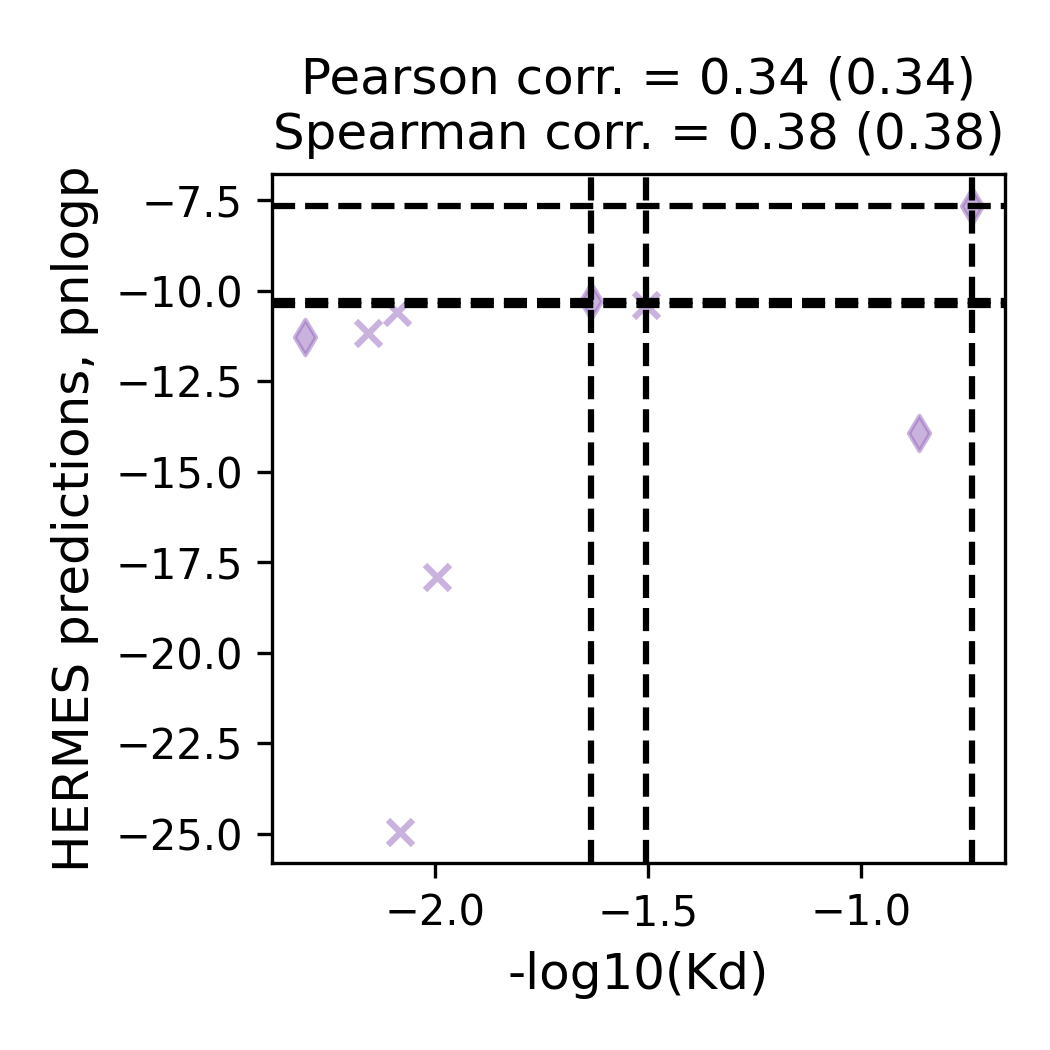 Pearson corr. = 0.34 (0.34)
Spearman corr. = 0.38 (0.38)
HERMES predictions, pnlogp
−7.5
−10.0
−12.5
−15.0
−17.5
−20.0
−22.5
−25.0
−2.0
−1.5
−1.0
-log10(Kd)